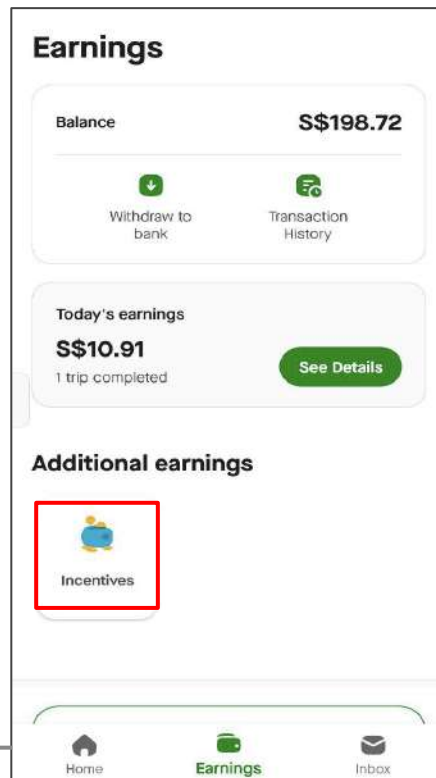 Earnings
Balance
S$198.72
Withdraw to
bank
Transaction
History
Today's earnings
S$10.91
1 trip completed
See Details
Additional earnings
Incentives
Home
Earnings
Inbox